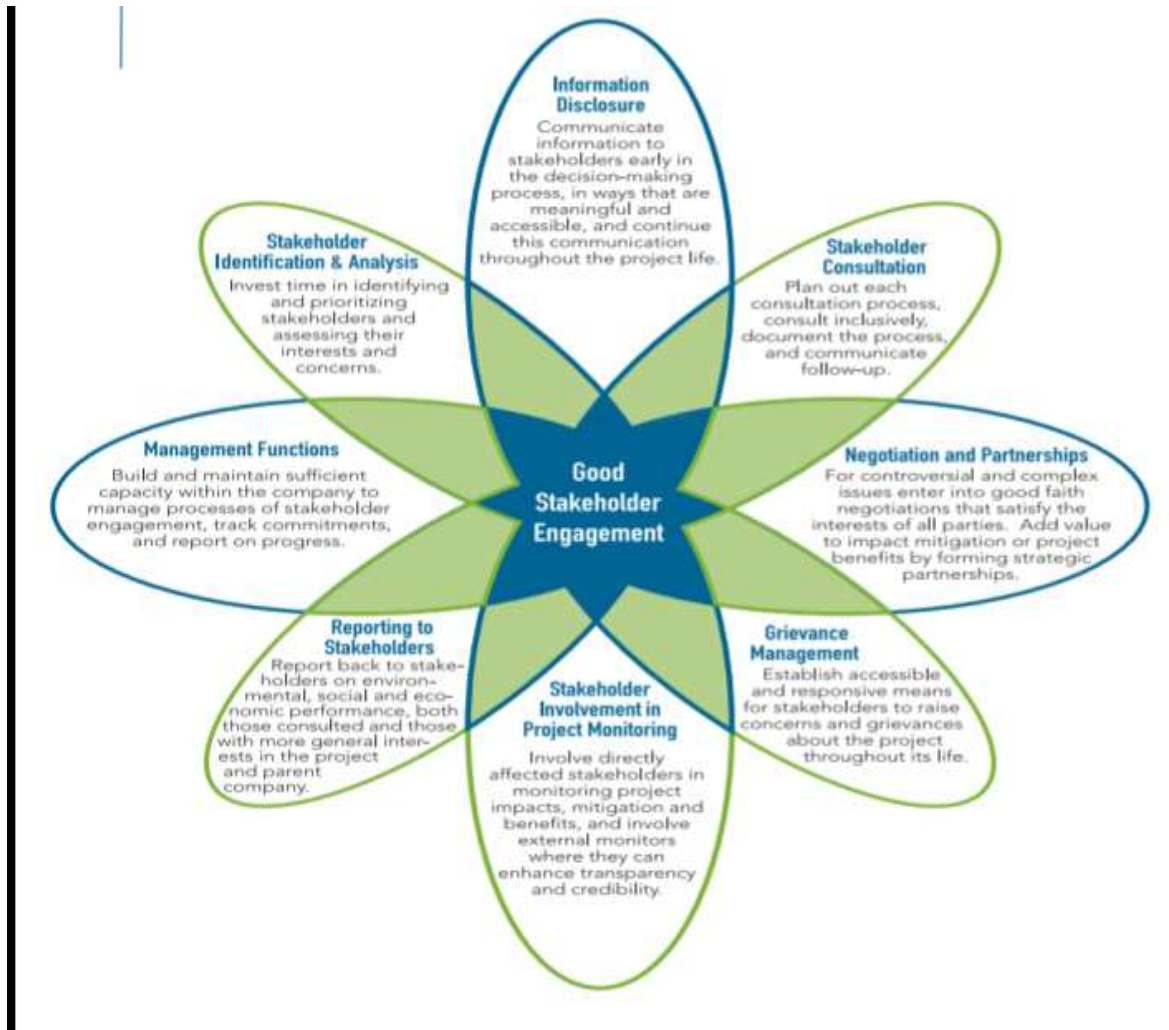 Information
Disclosure
Communicate
information to
stakeholders early in
the decision-making
process, in ways that are
meaningful and
accessible, and continue
this communication
throughout the project life.
Stakeholder
Consultation
Plan out each
consultation process,
consult inclusively,
document the process,
and communicate
follow-up.
Negotiation and Partnerships
For controversial and complex
issues enter into good faith
negotiations that satisfy the
interests of all parties. Add value
to impact mitigation or project
benefits by forming strategic
partnerships.
Grievance
Management
Establish accessible
and responsive means
for stakeholders to raise
concerns and grievances
about the project
throughout its life.
Stakeholder
Involvement in
Project Monitoring
Involve directly
affected stakeholders in
monitoring project
impacts, mitigation and
benefits, and involve
external monitors
where they can
enhance transparency
and credibility.
Reporting to
Stakeholders
Report back to stake-
holders on environ-
mental, social and eco-
nomic performance, both
those consulted and those
with more general inter-
ests in the project
and parent
company.
Management Functions
Build and maintain sufficient
capacity within the company to
manage processes of stakeholder
engagement, track commitments,
and report on progress.
Stakeholder
Identification & Analysis
Invest time in identifying
and prioritizing
stakeholders and
assessing their
interests and
concerns.
Good
Stakeholder
Engagement